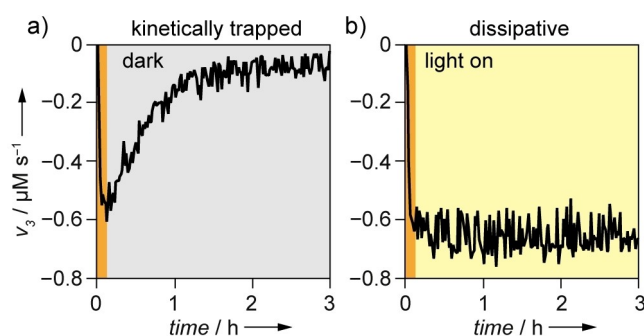 a) kinetically trapped
b) dissipative
dark
light on
v₃ / μM s⁻¹ ⟶
0
−0.2
−0.4
−0.6
−0.8
0 1 2 3
time / h ⟶
0
−0.2
−0.4
−0.6
−0.8
0 1 2 3
time / h ⟶